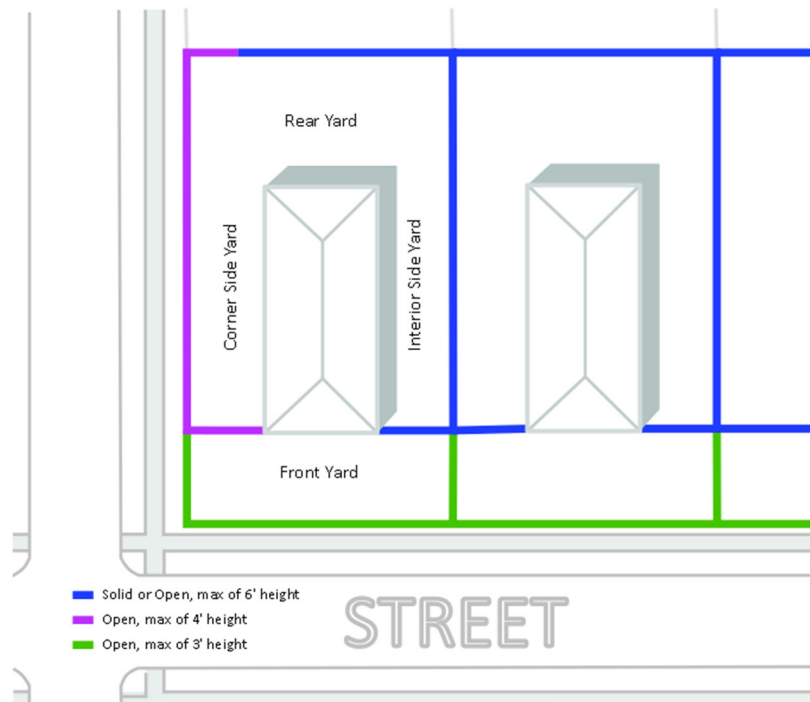 Rear Yard
Corner Side Yard
Interior Side Yard
Front Yard
Solid or Open, max of 6' height
Open, max of 4' height
Open, max of 3' height
STREET